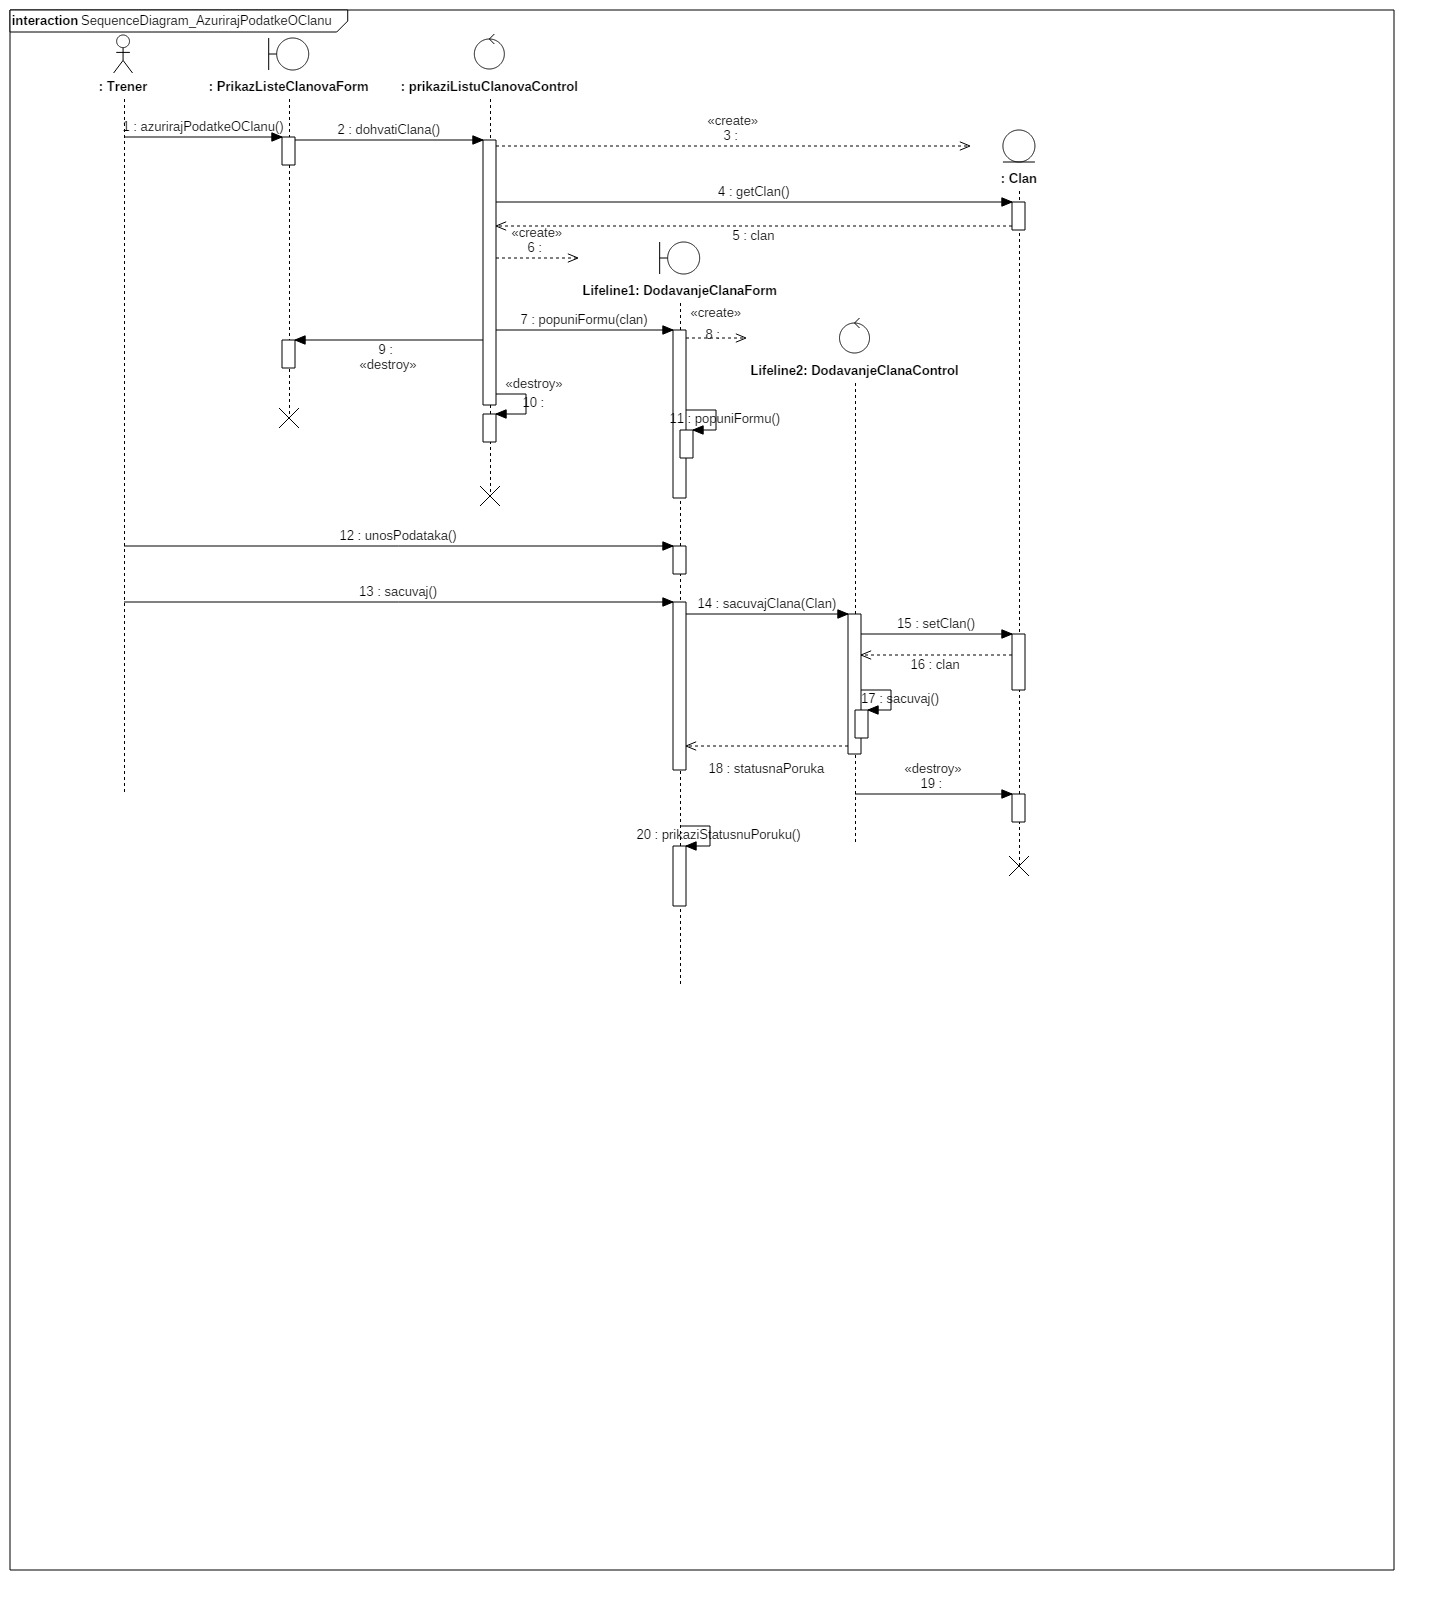 interaction SequenceDiagram_AzurirajPodatkeOClanu
: Trener
: PrikazListeClanovaForm
: prikaziListuClanovaControl
1 : azurirajPodatkeOClanu()
2 : dohvatiClana()
«create»
3 :
: Clan
4 : getClan()
5 : clan
«create»
6 :
Lifeline1: DodavanjeClanaForm
7 : popuniFormu(clan)
«create»
8 :
Lifeline2: DodavanjeClanaControl
9 :
«destroy»
«destroy»
10 :
11 : popuniFormu()
12 : unosPodataka()
13 : sacuvaj()
14 : sacuvajClana(Clan)
15 : setClan()
16 : clan
17 : sacuvaj()
18 : statusnaPoruka
«destroy»
19 :
20 : prikaziStatusnuPoruku()